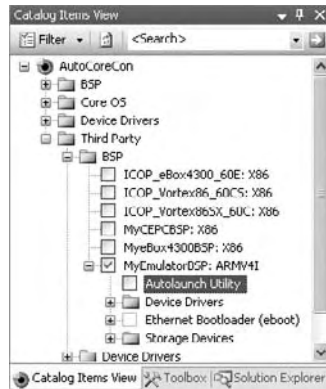 Catalog Items View
Filter
<Search>
AutoCoreCon
BSP
Core OS
Device Drivers
Third Party
BSP
ICOP_eBox4300_60E: X86
ICOP_Vortex86_60CS: X86
ICOP_Vortex86SX_60C: X86
MyCEPCBSP: X86
MyeBox4300BSP: X86
MyEmulatorBSP: ARMV4I
Autolaunch Utility
Device Drivers
Ethernet Bootloader (eboot)
Storage Devices
Device Drivers
Catalog Items View Toolbox Solution Explorer